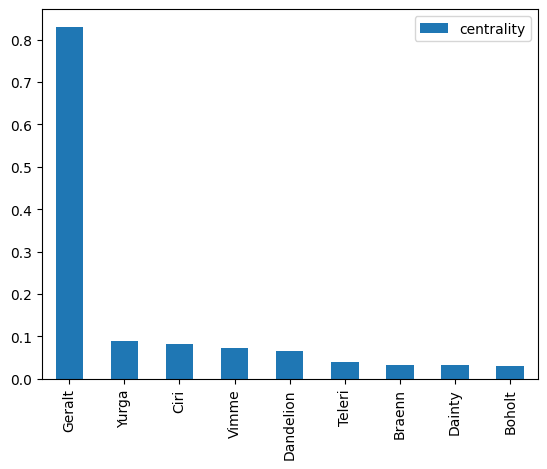 centrality
0.8
0.7
0.6
0.5
0.4
0.3
0.2
0.1
0.0
Geralt
Yurga
Ciri
Vimme
Dandelion
Teleri
Braenn
Dainty
Boholt